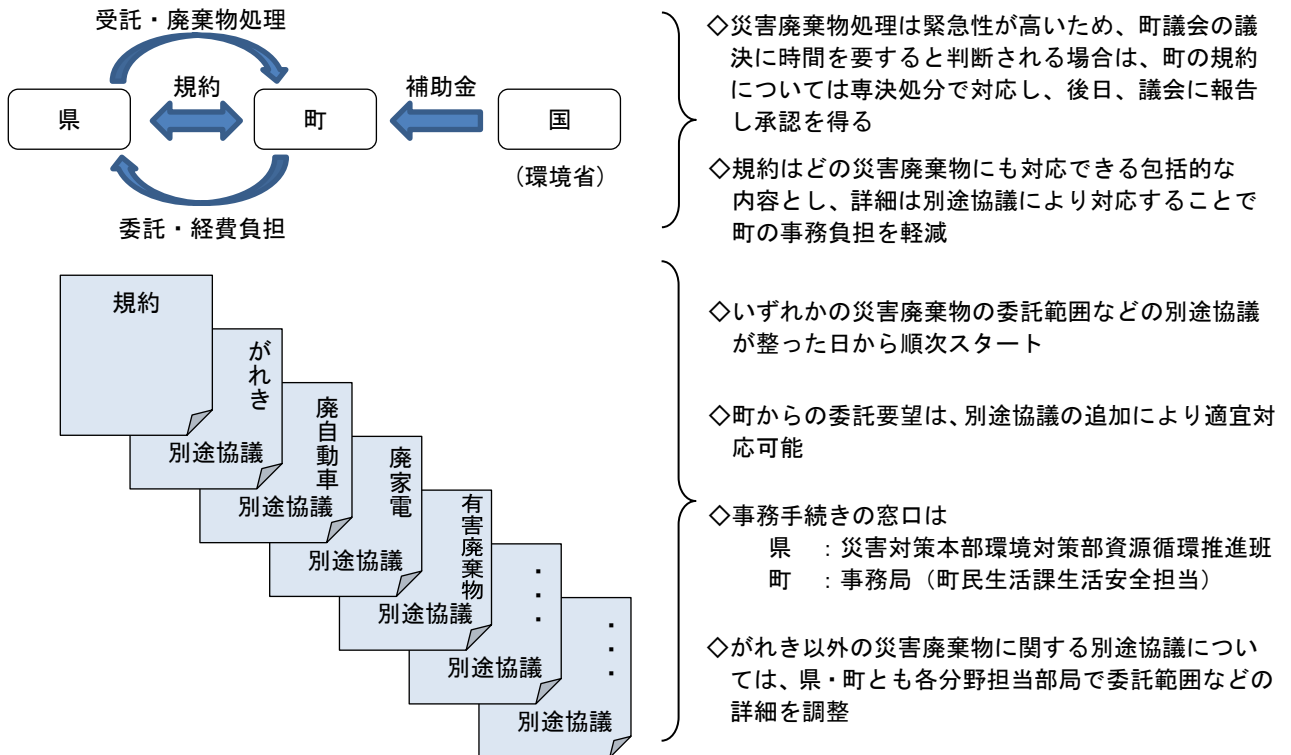 受託・廃棄物処理
県
規約
町
補助金
国
(環境省)
委託・経費負担
◇災害廃棄物処理は緊急性が高いため、町議会の議
決に時間を要すると判断される場合は、町の規約
については専決処分で対応し、後日、議会に報告
し承認を得る
◇規約はどの災害廃棄物にも対応できる包括的な
内容とし、詳細は別途協議により対応することで
町の事務負担を軽減
規約
がれき
別途協議
廃自動車
別途協議
廃家電
別途協議
有害廃棄物
別途協議
・・・
別途協議
・・・
別途協議
◇いずれかの災害廃棄物の委託範囲などの別途協議
が整った日から順次スタート
◇町からの委託要望は、別途協議の追加により適宜対
応可能
◇事務手続きの窓口は
県 :災害対策本部環境対策部資源循環推進班
町 :事務局(町民生活課生活安全担当)
◇がれき以外の災害廃棄物に関する別途協議につい
ては、県・町とも各分野担当部局で委託範囲などの
詳細を調整